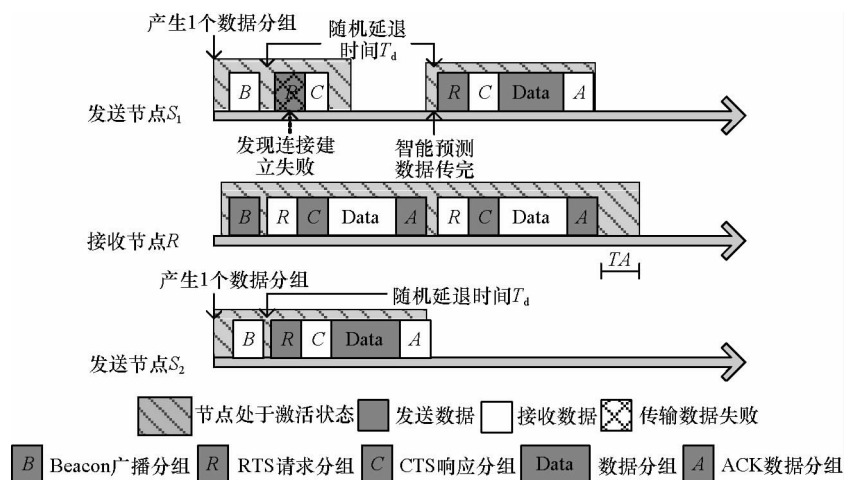 产生1个数据分组
随机延退
时间Td
B
R
C
R
C
Data
A
发送节点S1
发现连接建
立失败
智能预测
数据传完
B
R
C
Data
A
R
C
Data
A
接收节点R
TA
产生1个数据分组
随机延退时间Td
B
R
C
Data
A
发送节点S2
节点处于激活状态
发送数据
接收数据
传输数据失败
B Beacon广播分组
R RTS请求分组
C CTS响应分组
Data 数据分组
A ACK数据分组